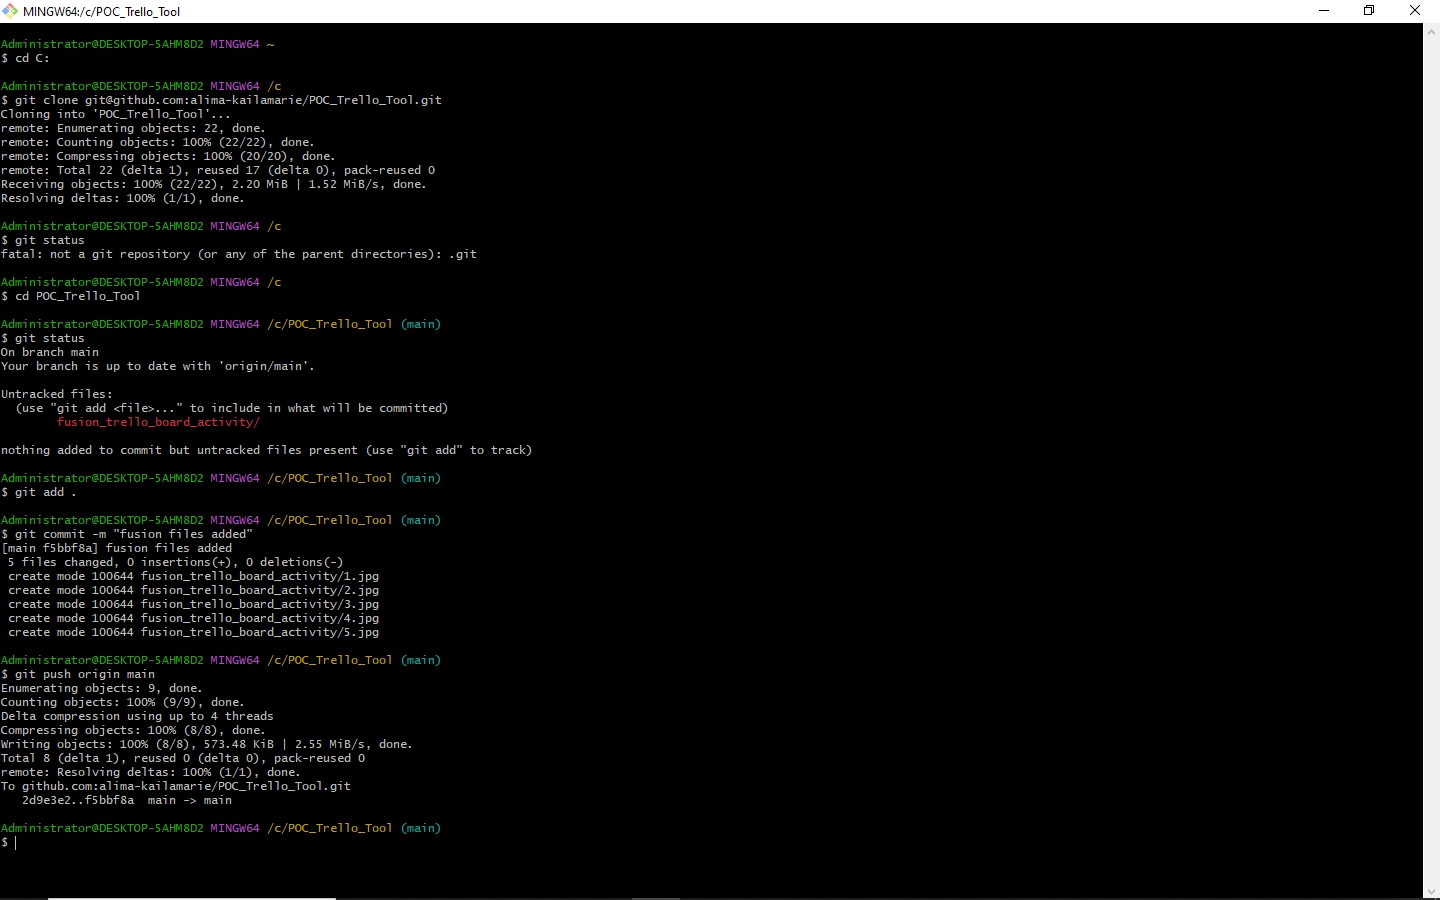 MINGW64:/c/POC_Trello_Tool
Administrator@DESKTOP-5AHM8D2 MINGW64 ~
$ cd C:
Administrator@DESKTOP-5AHM8D2 MINGW64 /c
$ git clone git@github.com:alima-kailamarie/POC_Trello_Tool.git
Cloning into 'POC_Trello_Tool'...
remote: Enumerating objects: 22, done.
remote: Counting objects: 100% (22/22), done.
remote: Compressing objects: 100% (20/20), done.
remote: Total 22 (delta 1), reused 17 (delta 0), pack-reused 0
Receiving objects: 100% (22/22), 2.20 MiB | 1.52 MiB/s, done.
Resolving deltas: 100% (1/1), done.
Administrator@DESKTOP-5AHM8D2 MINGW64 /c
$ git status
fatal: not a git repository (or any of the parent directories): .git
Administrator@DESKTOP-5AHM8D2 MINGW64 /c
$ cd POC_Trello_Tool
Administrator@DESKTOP-5AHM8D2 MINGW64 /c/POC_Trello_Tool (main)
$ git status
On branch main
Your branch is up to date with 'origin/main'.
Untracked files:
  (use "git add <file>..." to include in what will be committed)
        fusion_trello_board_activity/
nothing added to commit but untracked files present (use "git add" to track)
Administrator@DESKTOP-5AHM8D2 MINGW64 /c/POC_Trello_Tool (main)
$ git add .
Administrator@DESKTOP-5AHM8D2 MINGW64 /c/POC_Trello_Tool (main)
$ git commit -m "fusion files added"
[main f5bbf8a] fusion files added
 5 files changed, 0 insertions(+), 0 deletions(-)
 create mode 100644 fusion_trello_board_activity/1.jpg
 create mode 100644 fusion_trello_board_activity/2.jpg
 create mode 100644 fusion_trello_board_activity/3.jpg
 create mode 100644 fusion_trello_board_activity/4.jpg
 create mode 100644 fusion_trello_board_activity/5.jpg
Administrator@DESKTOP-5AHM8D2 MINGW64 /c/POC_Trello_Tool (main)
$ git push origin main
Enumerating objects: 9, done.
Counting objects: 100% (9/9), done.
Delta compression using up to 4 threads
Compressing objects: 100% (8/8), done.
Writing objects: 100% (8/8), 573.48 KiB | 2.55 MiB/s, done.
Total 8 (delta 1), reused 0 (delta 0), pack-reused 0
remote: Resolving deltas: 100% (1/1), done.
To github.com:alima-kailamarie/POC_Trello_Tool.git
   2d9e3e2..f5bbf8a  main -> main
Administrator@DESKTOP-5AHM8D2 MINGW64 /c/POC_Trello_Tool (main)
$